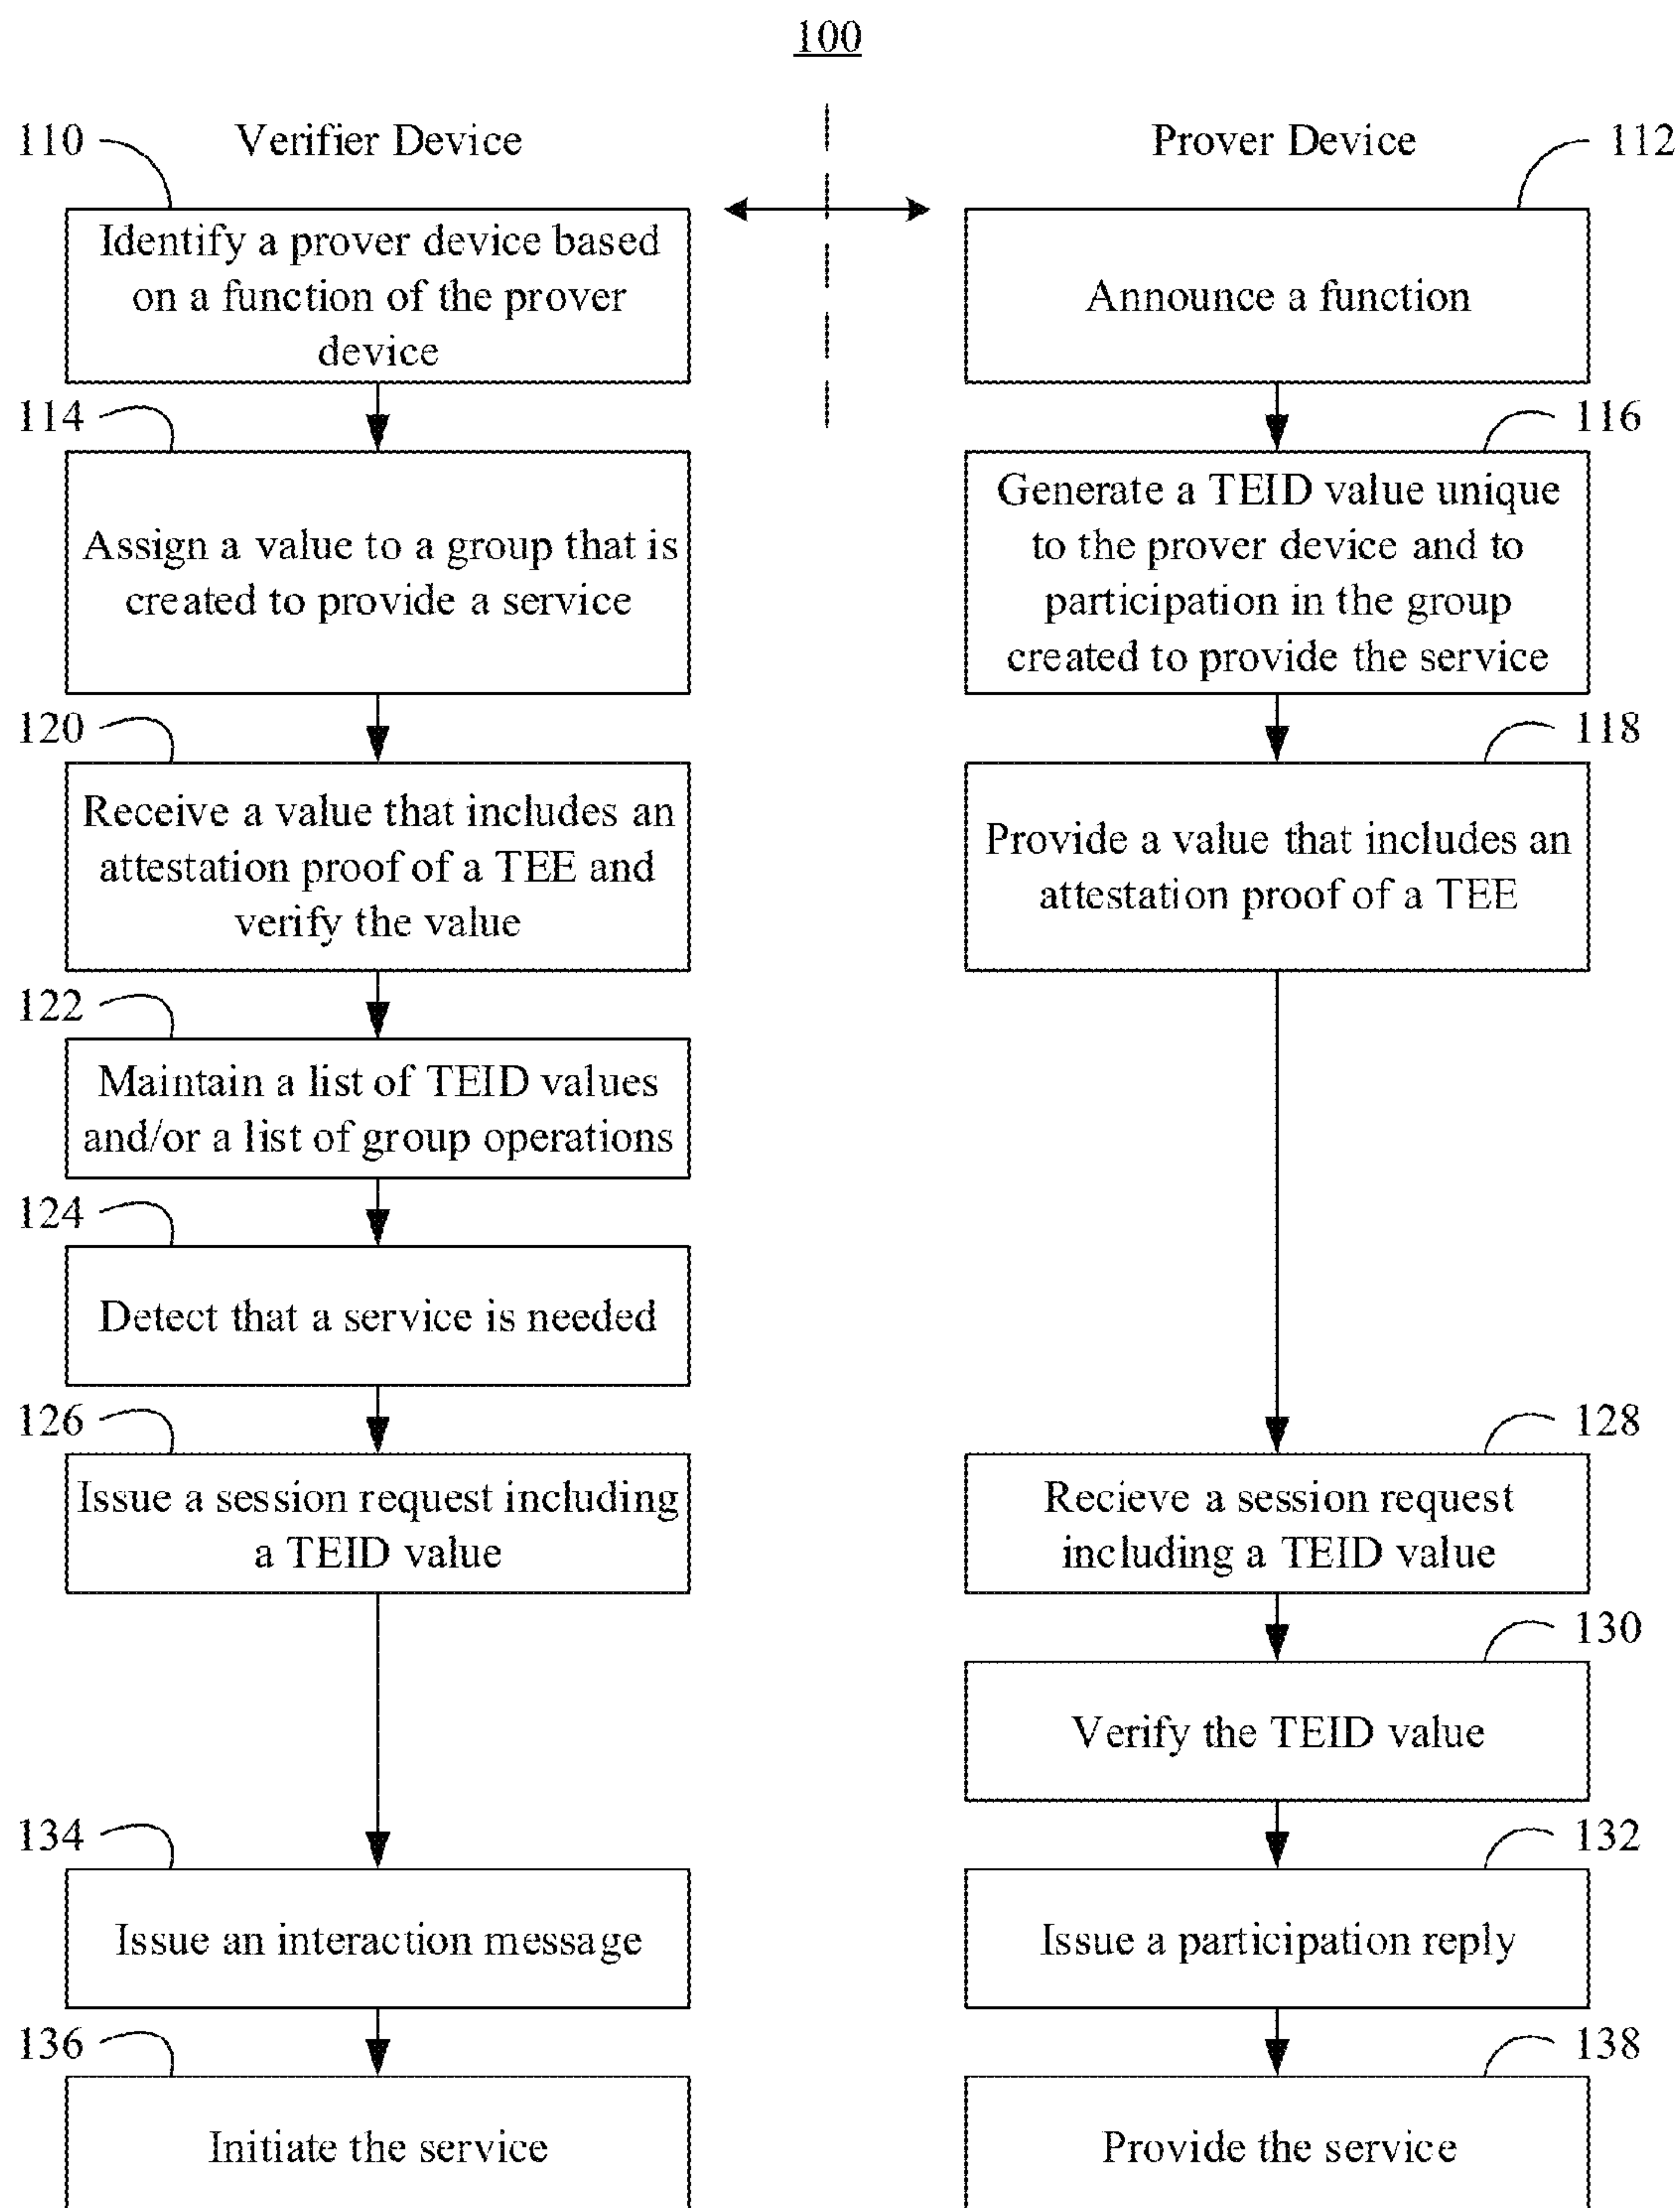 100
110
Verifier Device
Prover Device
112
Identify a prover device based
on a function of the prover
device
Announce a function
114
116
Assign a value to a group that is
created to provide a service
Generate a TEID value unique
to the prover device and to
participation in the group
created to provide the service
120
118
Receive a value that includes an
attestation proof of a TEE and
verify the value
Provide a value that includes an
attestation proof of a TEE
122
Maintain a list of TEID values
and/or a list of group operations
124
Detect that a service is needed
126
128
Issue a session request including
a TEID value
Recieve a session request
including a TEID value
130
Verify the TEID value
134
132
Issue an interaction message
Issue a participation reply
136
138
Initiate the service
Provide the service